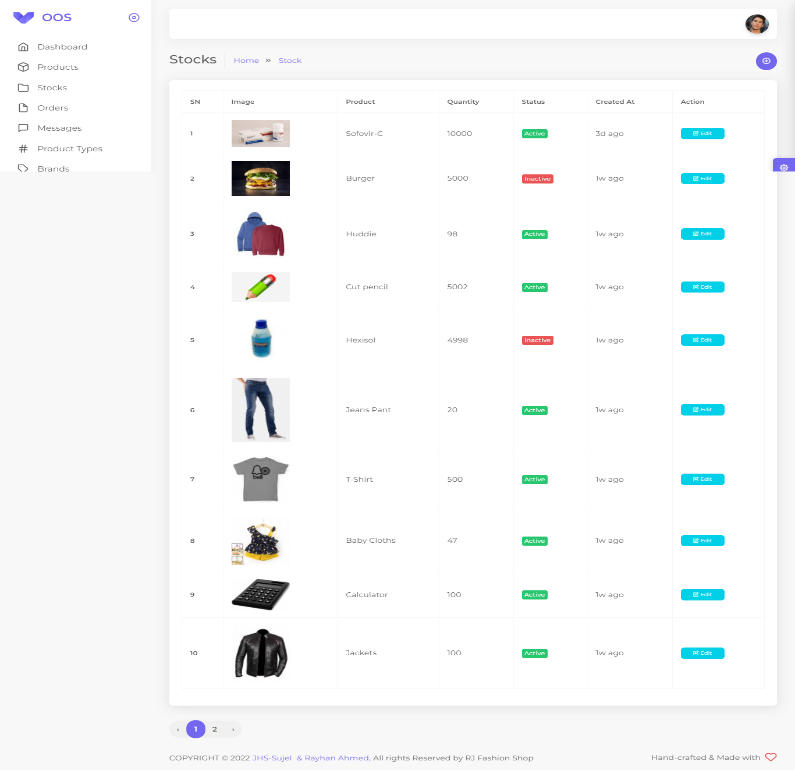 OOS
Dashboard
Products
Stocks
Orders
Messages
Product Types
Brands
Stocks Home » Stock
SN Image Product Quantity Status Created At Action
1 Sofovir-C 10000 Active 3d ago Edit
2 Burger 5000 Inactive 1w ago Edit
3 Huddie 98 Active 1w ago Edit
4 Cut pencil 5002 Active 1w ago Edit
5 Hexisol 4998 Inactive 1w ago Edit
6 Jeans Pant 20 Active 1w ago Edit
7 T-Shirt 500 Active 1w ago Edit
8 Baby Cloths 47 Active 1w ago Edit
9 Calculator 100 Active 1w ago Edit
10 Jackets 100 Active 1w ago Edit
‹ 1 2 ›
COPYRIGHT © 2022 JHS-Sujel & Rayhan Ahmed, All rights Reserved by RJ Fashion Shop
Hand-crafted & Made with